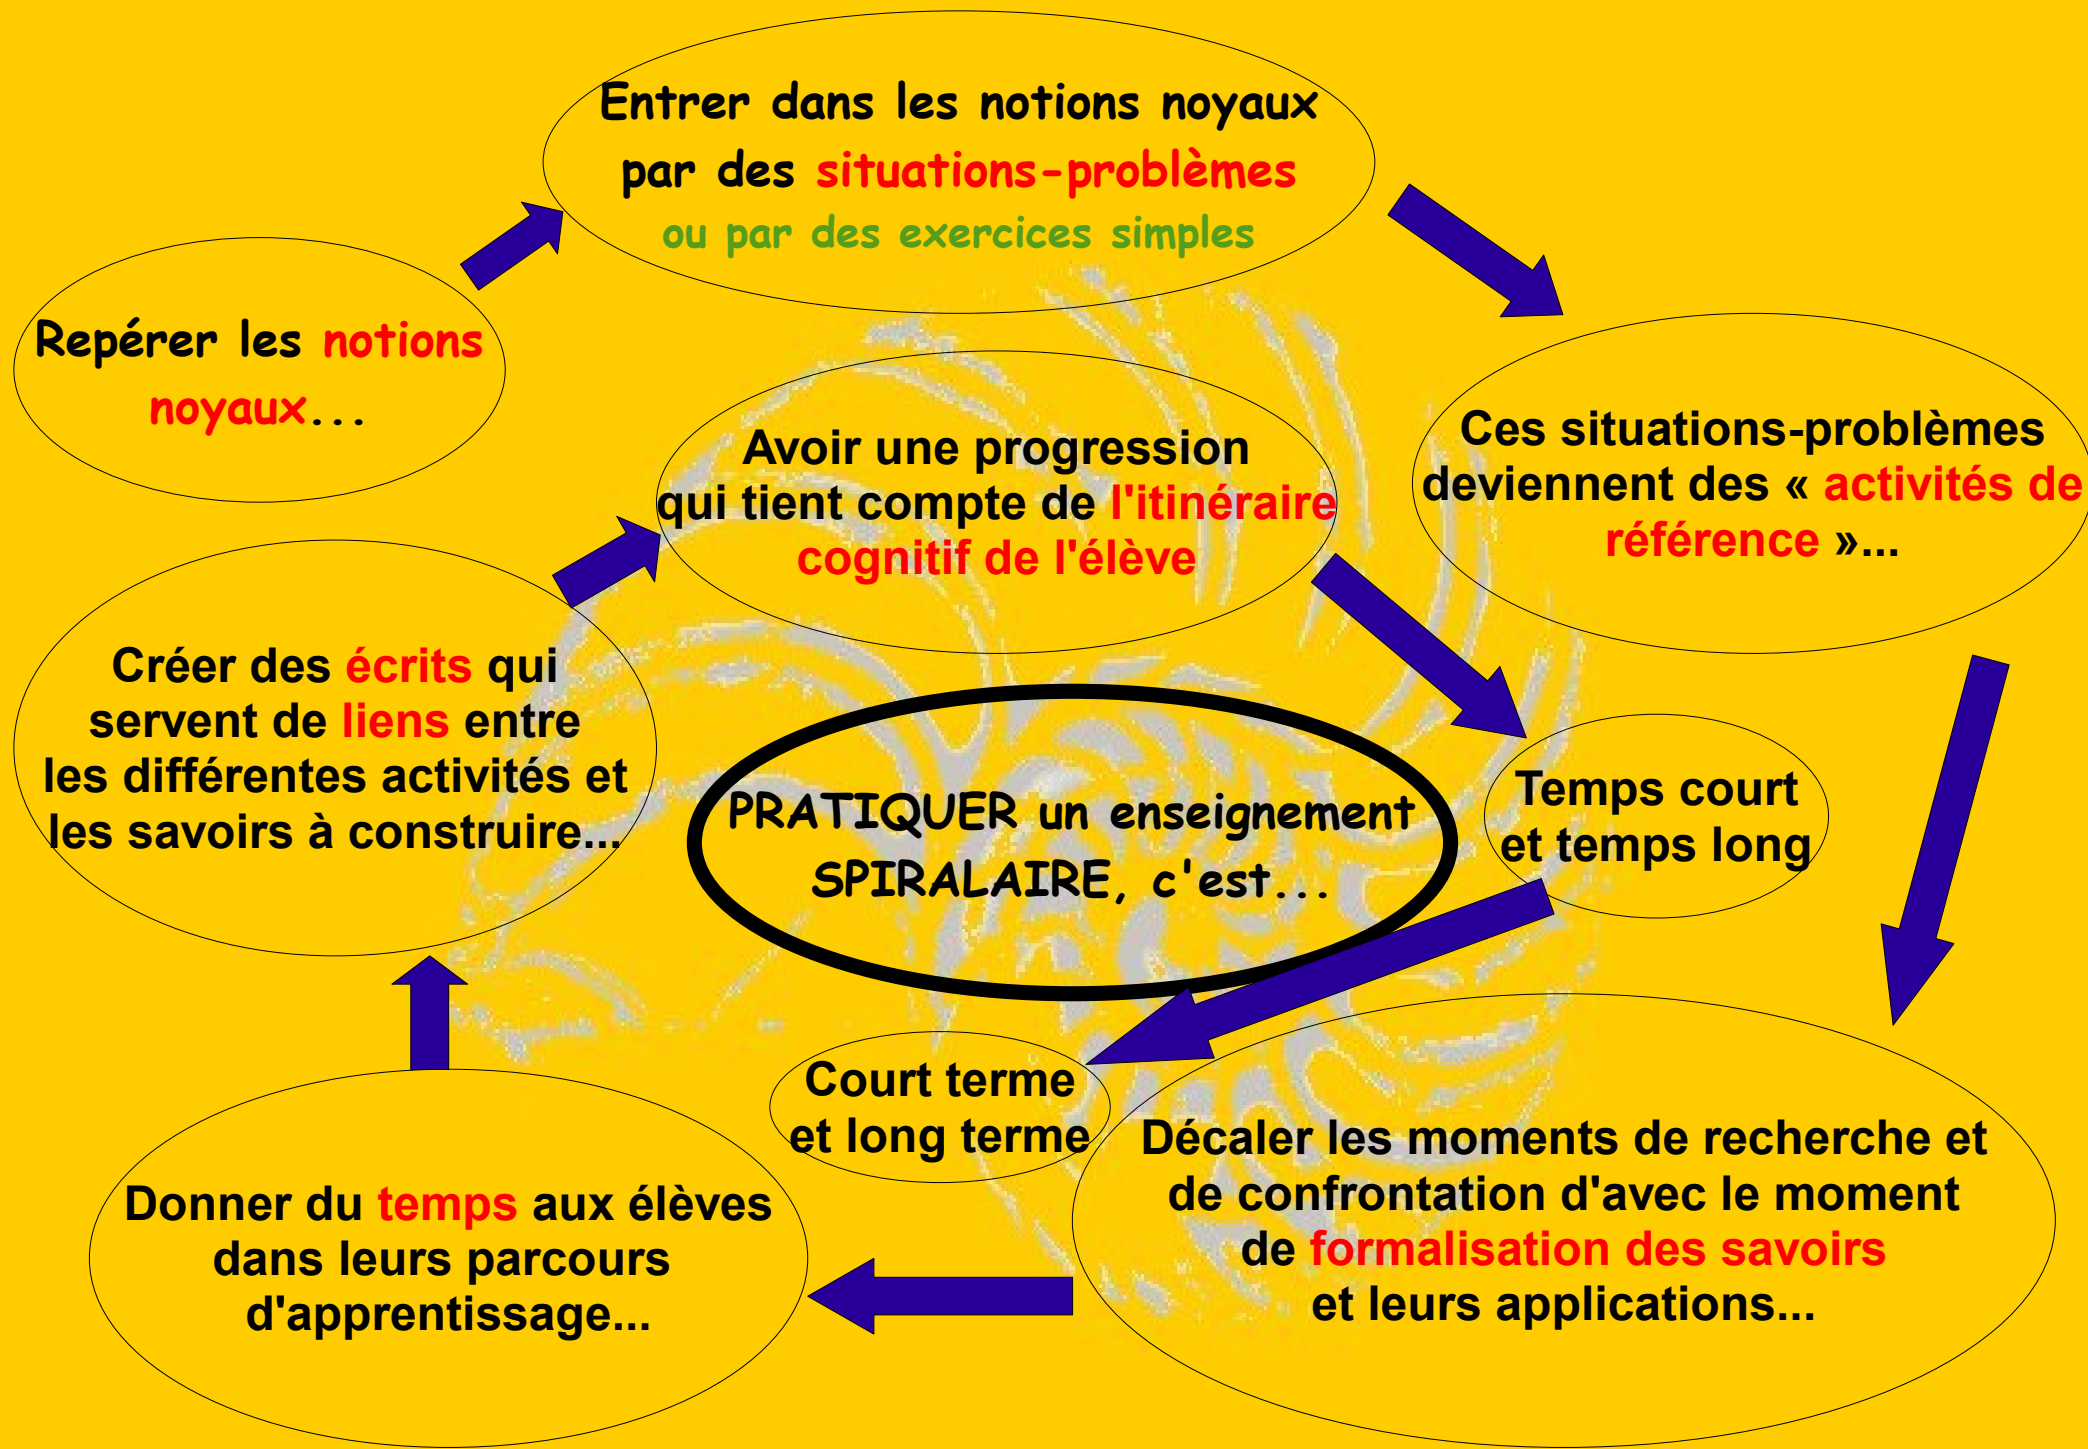 Entrer dans les notions noyaux
par des situations-problèmes
ou par des exercices simples
Repérer les notions
noyaux...
Avoir une progression
qui tient compte de l'itinéraire
cognitif de l'élève
Ces situations-problèmes
deviennent des « activités de
référence »...
Créer des écrits qui
servent de liens entre
les différentes activités et
les savoirs à construire...
PRATIQUER un enseignement
SPIRALAIRE, c'est...
Temps court
et temps long
Court terme
et long terme
Décaler les moments de recherche et
de confrontation d'avec le moment
de formalisation des savoirs
et leurs applications...
Donner du temps aux élèves
dans leurs parcours
d'apprentissage...